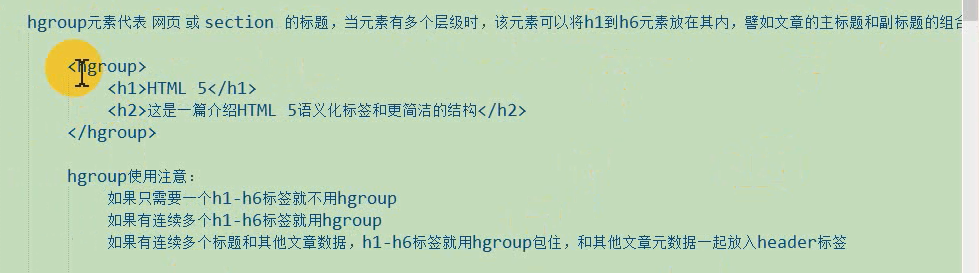 hgroup元素代表 网页 或 section 的标题，当元素有多个层级时，该元素可以将h1到h6元素放在其内，譬如文章的主标题和副标题的组合
<hgroup>
<h1>HTML 5</h1>
<h2>这是一篇介绍HTML 5语义化标签和更简洁的结构</h2>
</hgroup>
hgroup使用注意：
如果只需要一个h1-h6标签就不用hgroup
如果有连续多个h1-h6标签就用hgroup
如果有连续多个标题和其他文章数据，h1-h6标签就用hgroup包住，和其他文章元数据一起放入header标签